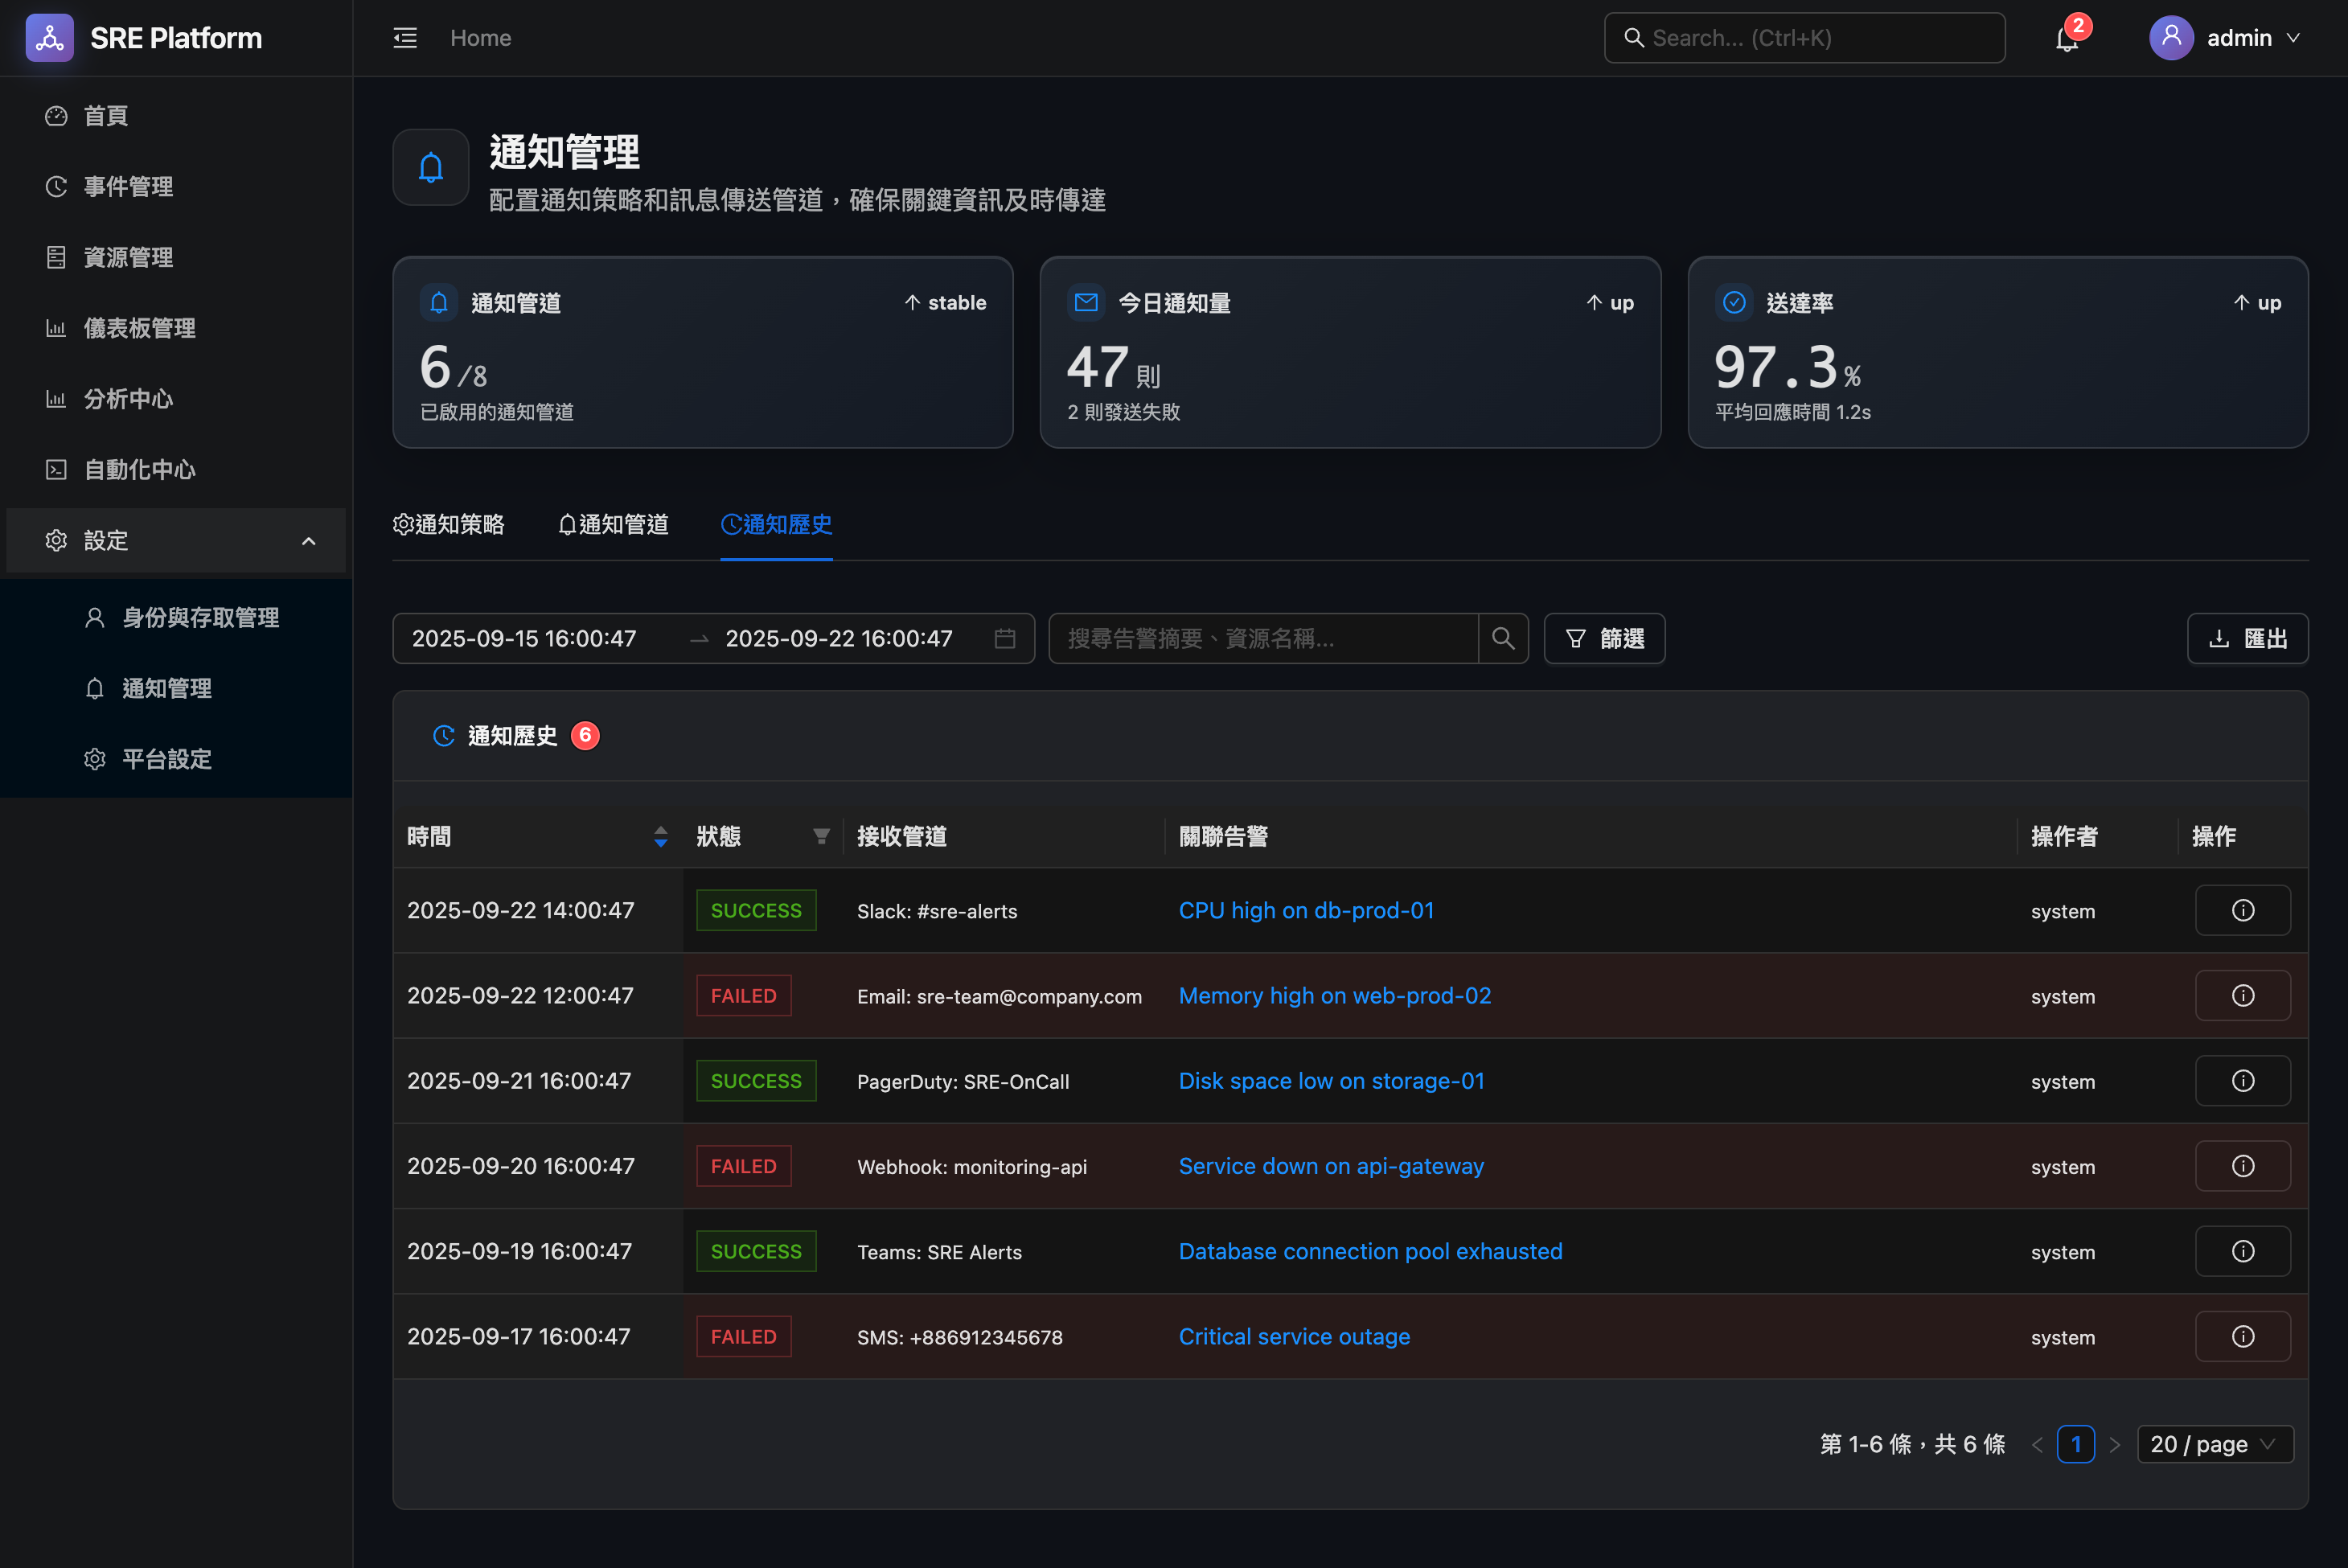 SRE Platform
Home
Search... (Ctrl+K)
2
admin
首頁
事件管理
資源管理
儀表板管理
分析中心
自動化中心
設定
身份與存取管理
通知管理
平台設定
通知管理
配置通知策略和訊息傳送管道，確保關鍵資訊及時傳達
通知管道
stable
6 /8
已啟用的通知管道
今日通知量
up
47 則
2 則發送失敗
送達率
up
97.3 %
平均回應時間 1.2s
通知策略
通知管道
通知歷史
2025-09-15 16:00:47
2025-09-22 16:00:47
搜尋告警摘要、資源名稱...
篩選
匯出
通知歷史 6
時間 狀態 接收管道 關聯告警 操作者 操作
2025-09-22 14:00:47 SUCCESS Slack: #sre-alerts CPU high on db-prod-01 system
2025-09-22 12:00:47 FAILED Email: sre-team@company.com Memory high on web-prod-02 system
2025-09-21 16:00:47 SUCCESS PagerDuty: SRE-OnCall Disk space low on storage-01 system
2025-09-20 16:00:47 FAILED Webhook: monitoring-api Service down on api-gateway system
2025-09-19 16:00:47 SUCCESS Teams: SRE Alerts Database connection pool exhausted system
2025-09-17 16:00:47 FAILED SMS: +886912345678 Critical service outage system
第 1-6 條，共 6 條 1 20 / page